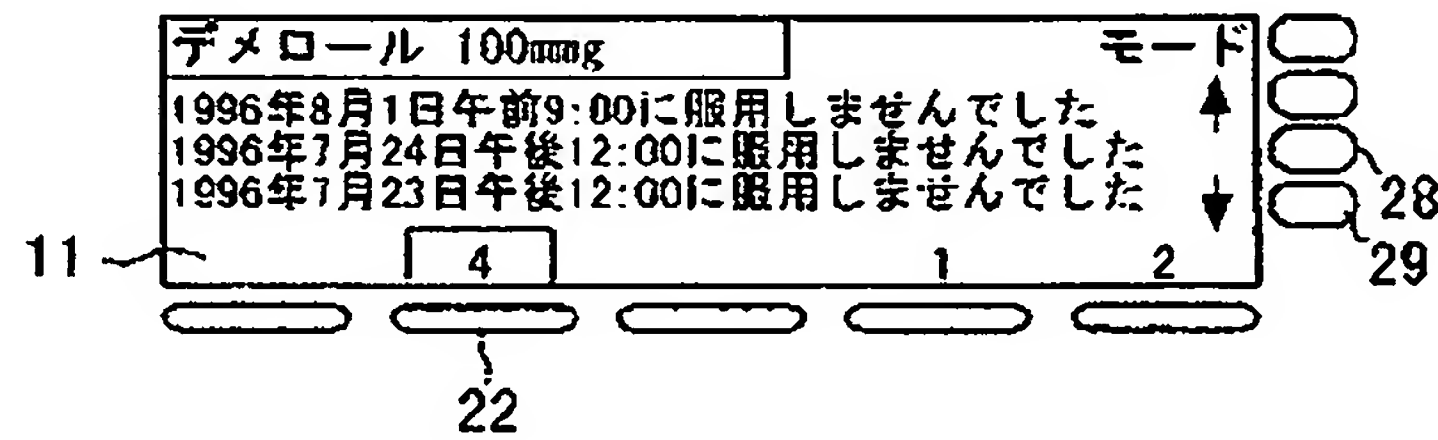 デメロール 100mmg
モード
1996年8月1日午前9:00に服用しませんでした
1996年7月24日午後12:00に服用しませんでした
1996年7月23日午後12:00に服用しませんでした
28
29
11
4
1
2
22